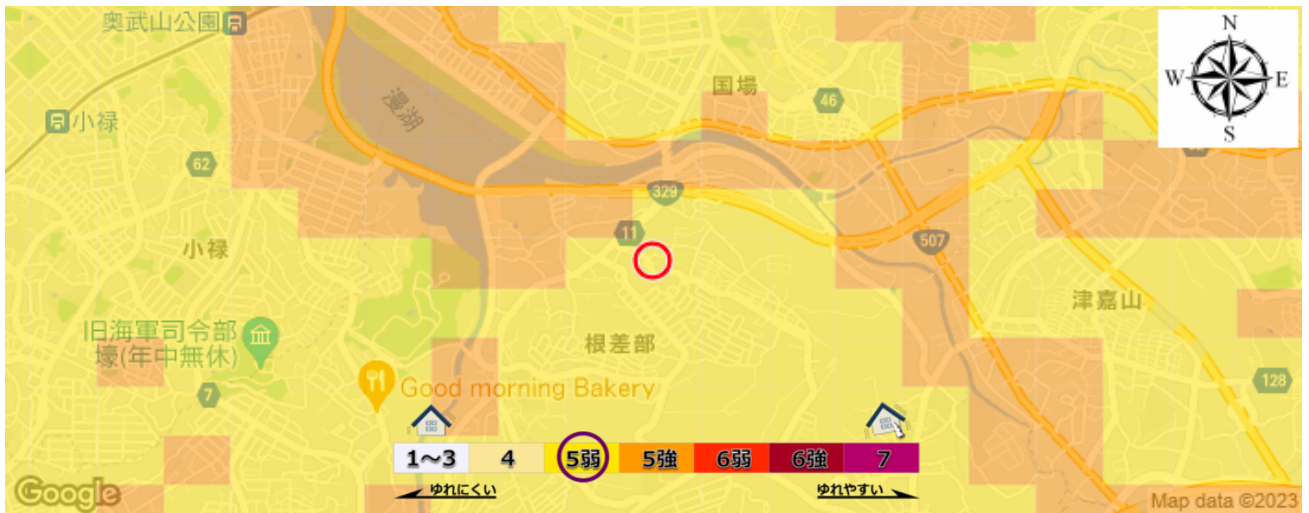 奥武山公園
N
W E
S
国場
46
漫湖
小禄
62
329
11
小禄
507
津嘉山
旧海軍司令部
壕(年中無休)
根差部
7
Good morning Bakery
128
1～3 4 5弱 5強 6弱 6強 7
ゆれにくい ゆれやすい
Google
Map data ©2023